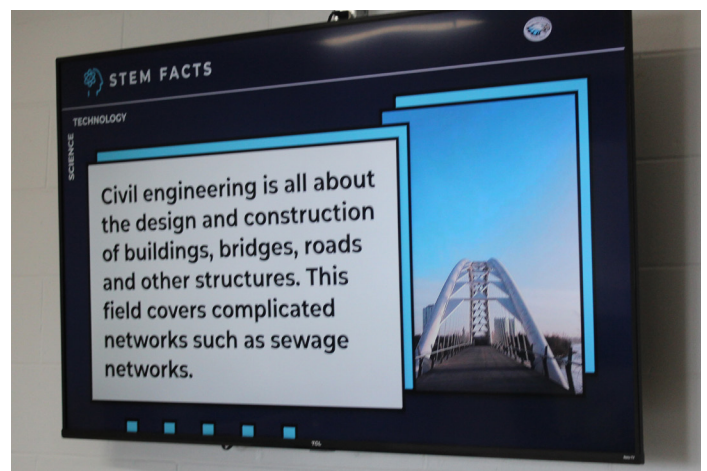 STEM FACTS
TECHNOLOGY
SCIENCE
Civil engineering is all about
the design and construction
of buildings, bridges, roads
and other structures. This
field covers complicated
networks such as sewage
networks.
TCL